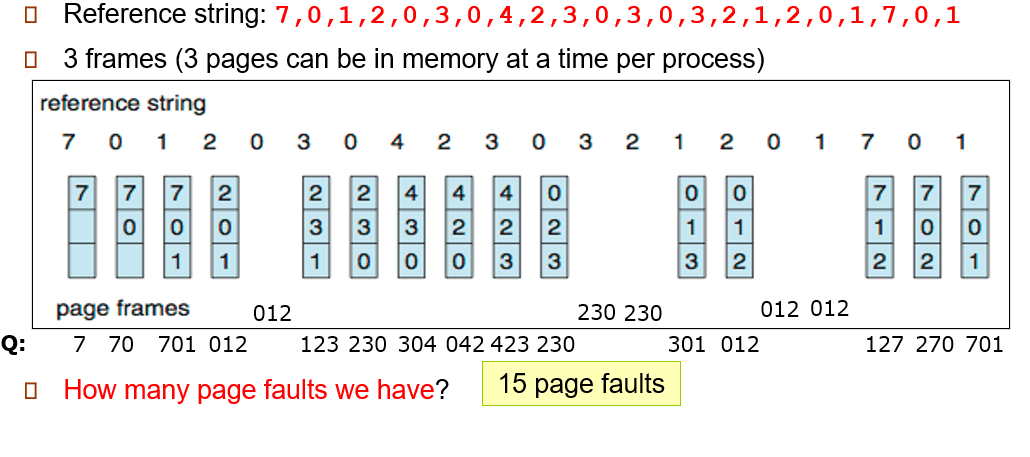 Reference string: 7,0,1,2,0,3,0,4,2,3,0,3,0,3,2,1,2,0,1,7,0,1
3 frames (3 pages can be in memory at a time per process)
reference string
7 0 1 2 0 3 0 4 2 3 0 3 2 1 2 0 1 7 0 1
7 7 7 2 2 2 4 4 4 0 0 0 7 7 7
0 0 0 3 3 3 2 2 2 1 1 1 0 0
1 1 1 0 0 0 3 3 3 2 2 2 1
page frames 012 230 230 012 012
Q: 7 70 701 012 123 230 304 042 423 230 301 012 127 270 701
How many page faults we have? 15 page faults